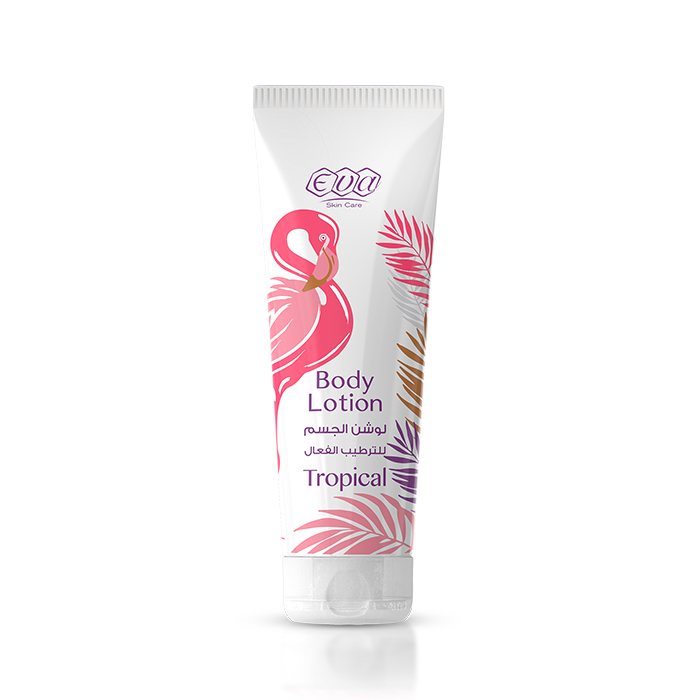 Eva
Skin Care
Body
Lotion
لوشن الجسم
للترطيب الفعال
Tropical